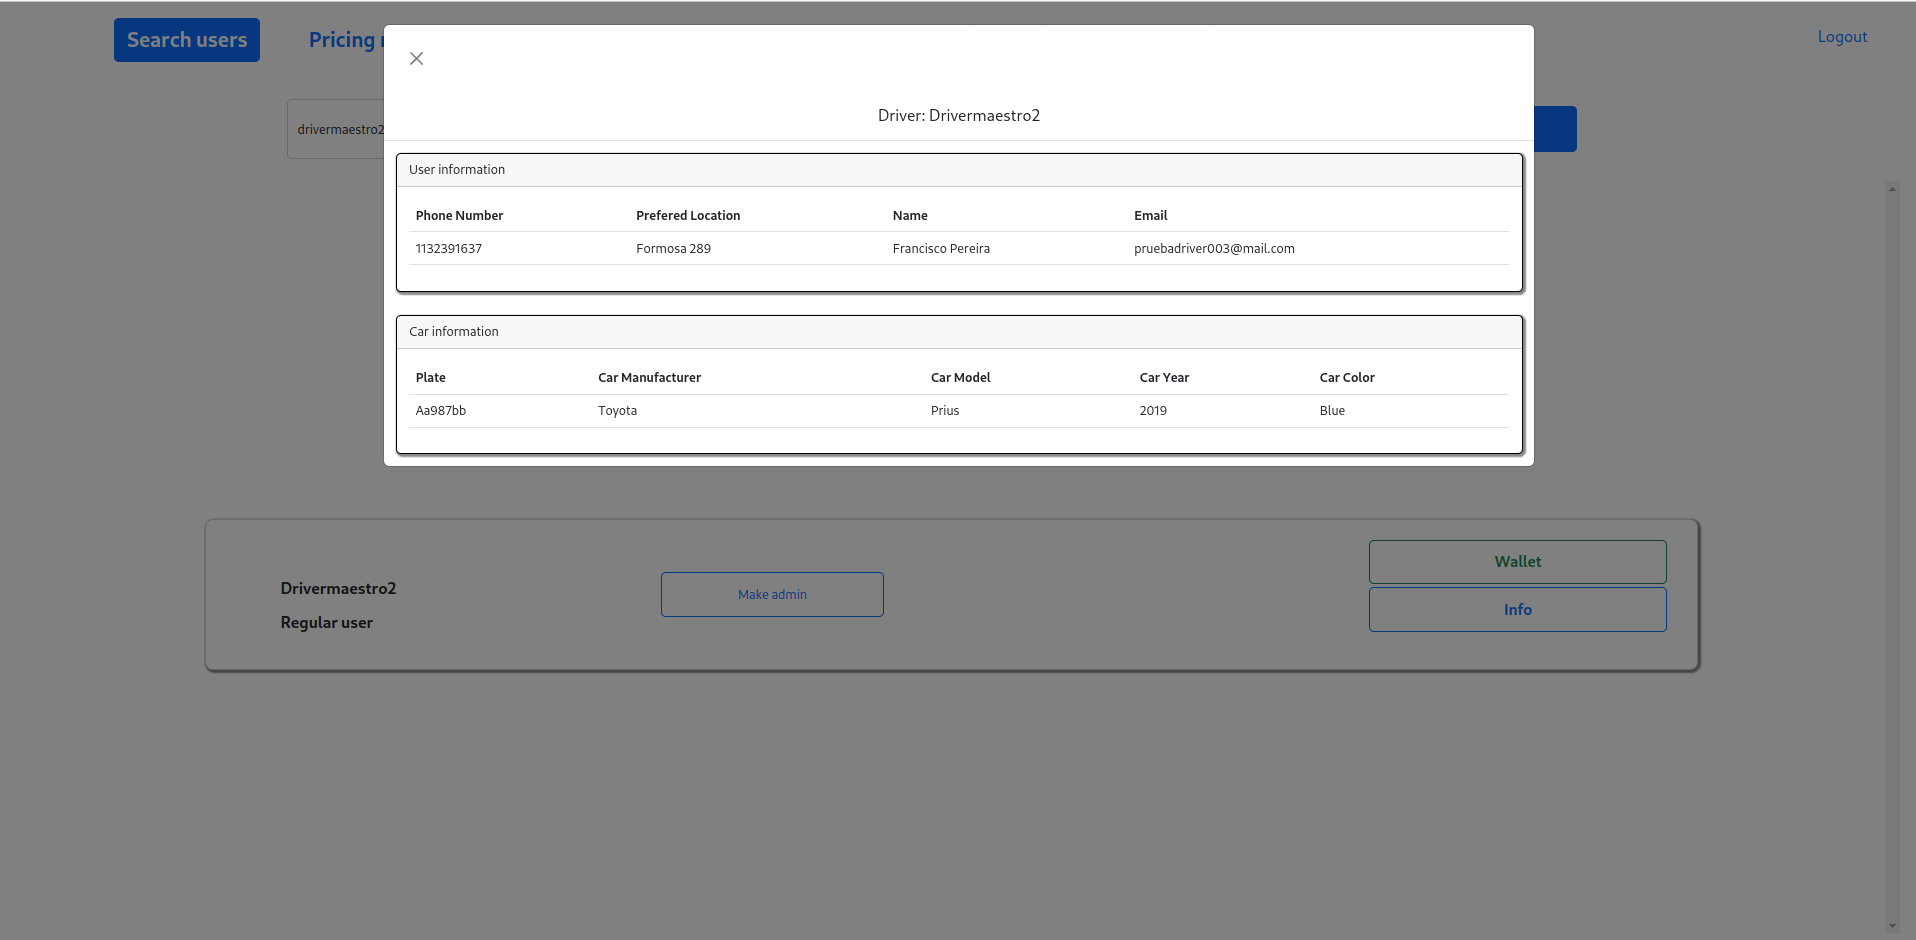 Search users
Pricing
Logout
drivermaestro2
Driver: Drivermaestro2
User information
Phone Number Prefered Location Name Email
1132391637 Formosa 289 Francisco Pereira pruebadriver003@mail.com
Car information
Plate Car Manufacturer Car Model Car Year Car Color
Aa987bb Toyota Prius 2019 Blue
Drivermaestro2
Regular user
Make admin
Wallet
Info